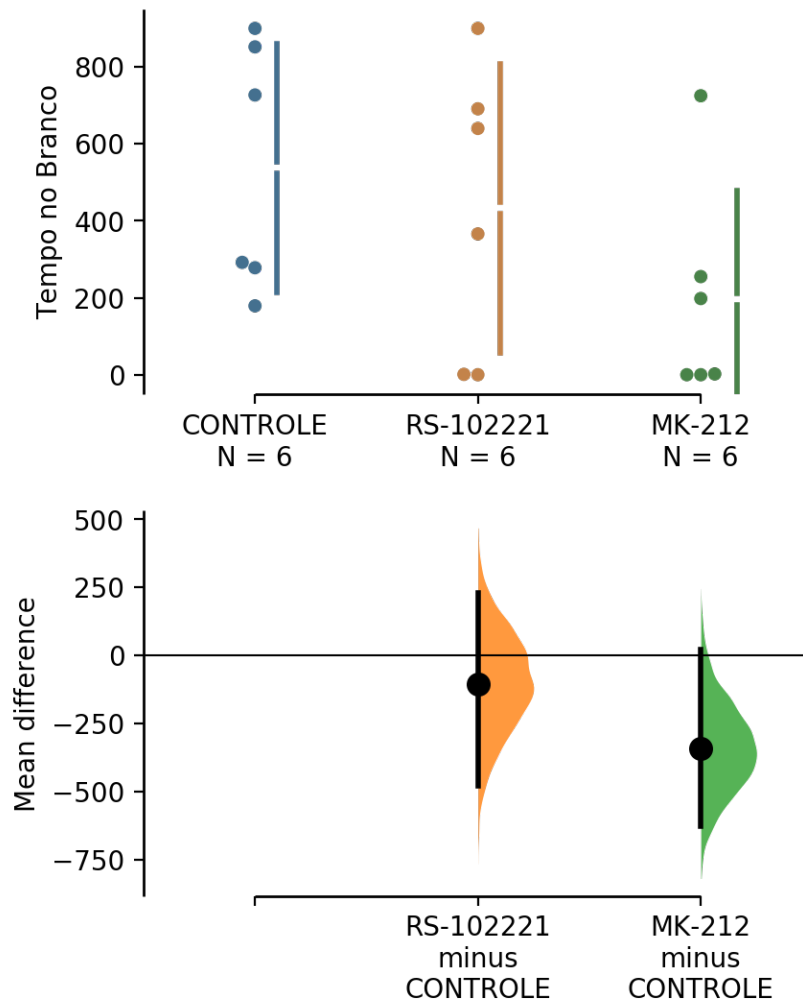 Tempo no Branco
800
600
400
200
0
CONTROLE
N = 6
RS-102221
N = 6
MK-212
N = 6
Mean difference
500
250
0
−250
−500
−750
RS-102221
minus
CONTROLE
MK-212
minus
CONTROLE